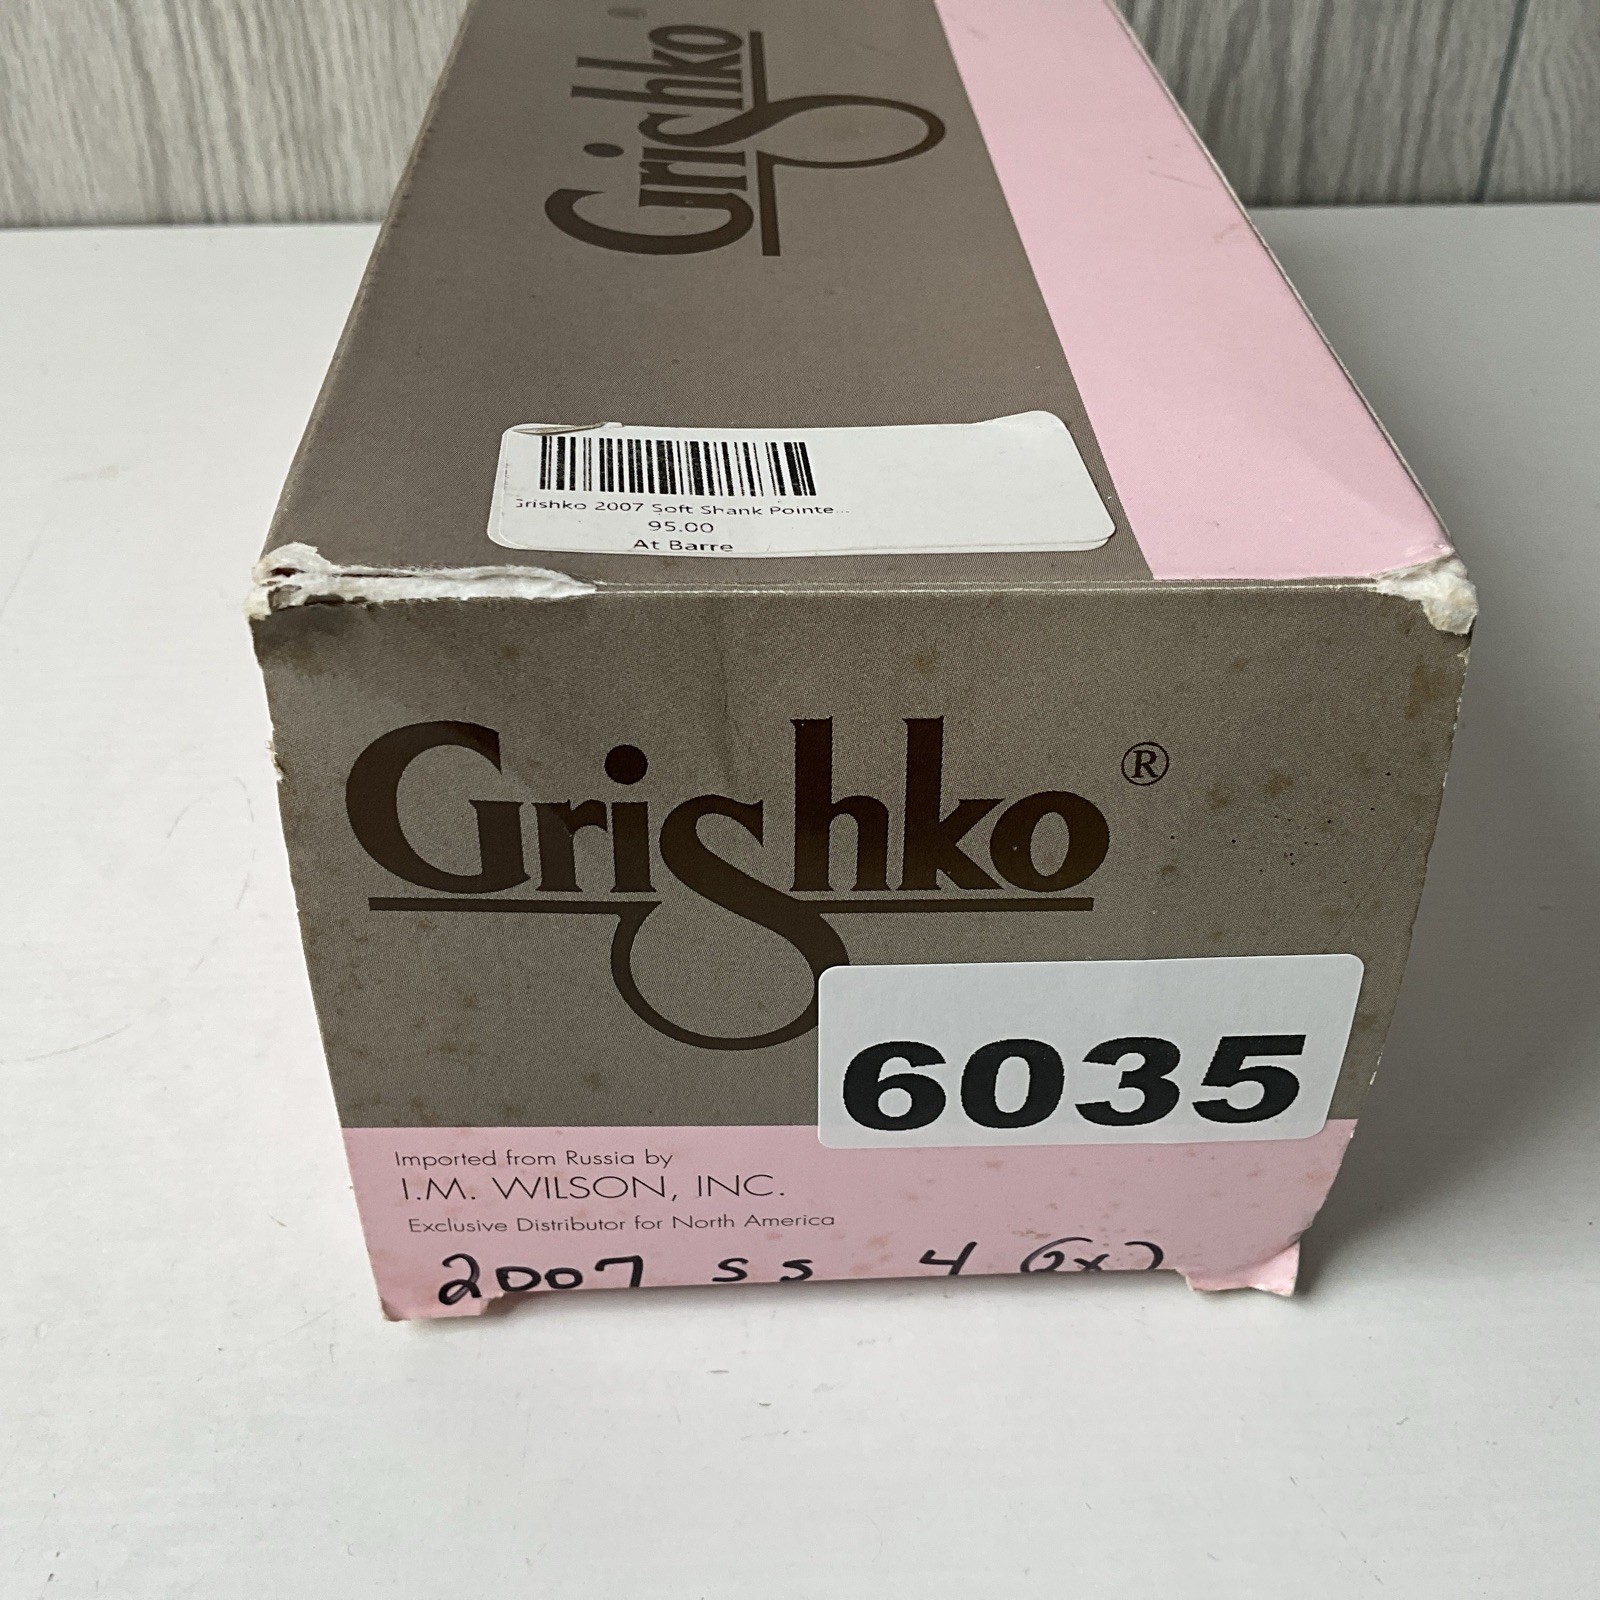 Grishko®
Grishko 2007 Soft Shank Pointe...
95.00
At Barre
Grishko®
6035
Imported from Russia by
I.M. WILSON, INC.
Exclusive Distributor for North America
2007 SS 4 (2x)